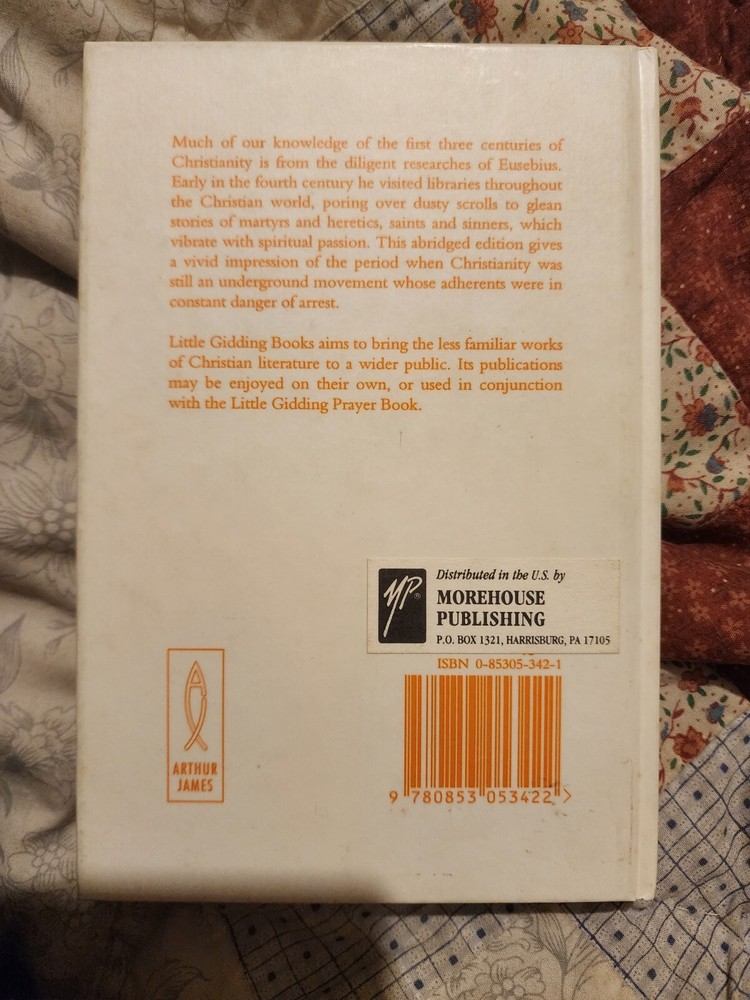 Much of our knowledge of the first three centuries of
Christianity is from the diligent researches of Eusebius.
Early in the fourth century he visited libraries throughout
the Christian world, poring over dusty scrolls to glean
stories of martyrs and heretics, saints and sinners, which
vibrate with spiritual passion. This abridged edition gives
a vivid impression of the period when Christianity was
still an underground movement whose adherents were in
constant danger of arrest.
Little Gidding Books aims to bring the less familiar works
of Christian literature to a wider public. Its publications
may be enjoyed on their own, or used in conjunction
with the Little Gidding Prayer Book.
MP®
Distributed in the U.S. by
MOREHOUSE
PUBLISHING
P.O. BOX 1321, HARRISBURG, PA 17105
ISBN 0-85305-342-1
9 780853 053422 >
ARTHUR
JAMES